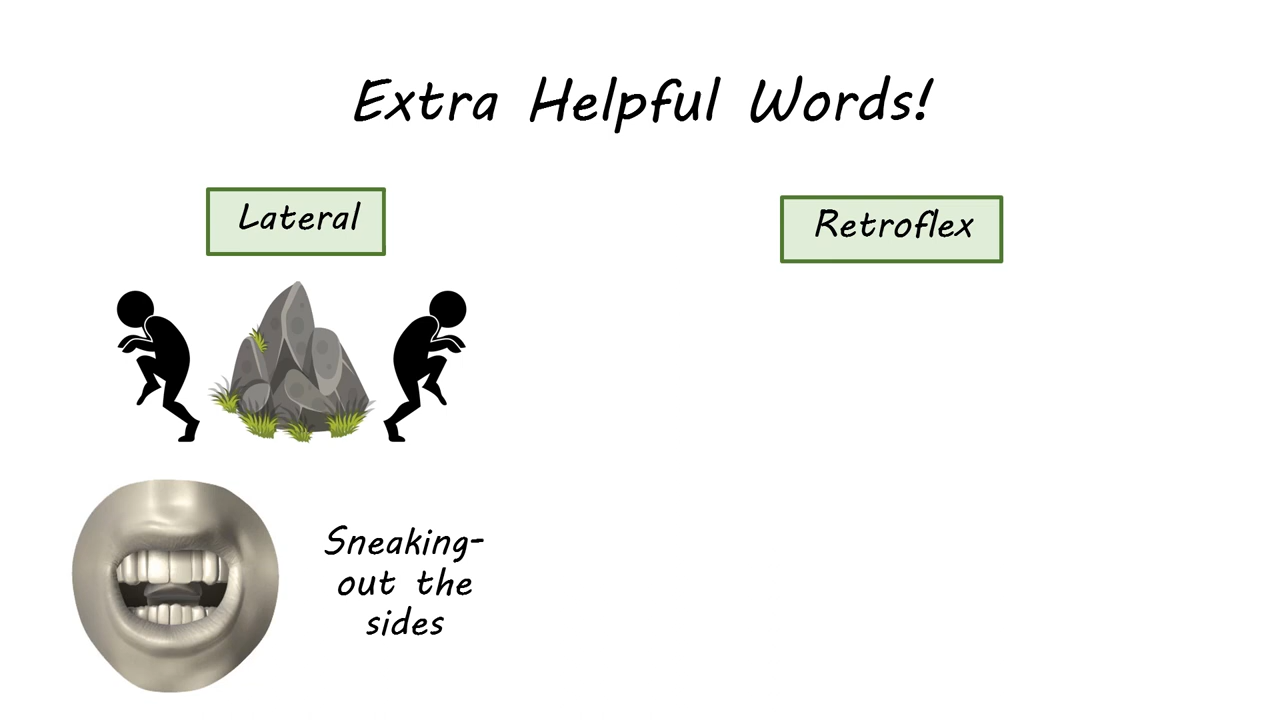 Extra Helpful Words!
Lateral
Retroflex
Sneaking-
out the
sides